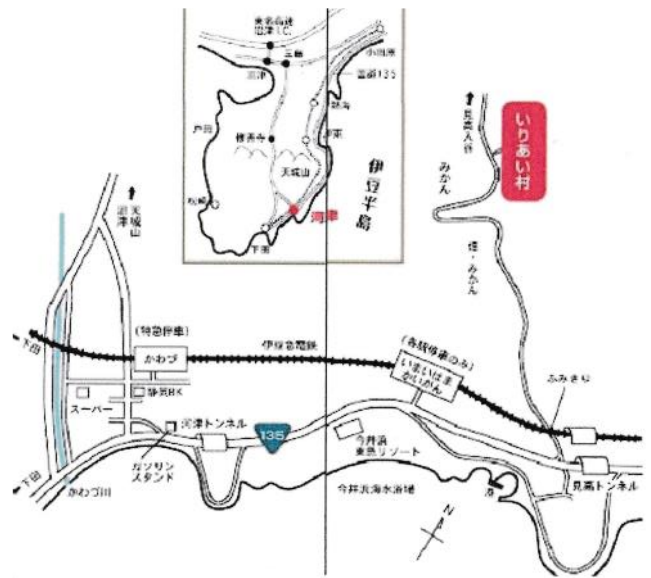 東名高速
沼津I.C.
三島
沼津
小田原
国道135
熱海
伊東
戸田
修善寺
天城山
伊豆半島
松崎
河津
下田
見高入谷
いりあい村
みかん
畑・みかん
天城山
沼津
下田
(特急停車)
かわづ
伊豆急電鉄
(各駅停車のみ)
いまいはま
かいがん
ふみきり
スーパー
静岡BK
河津トンネル
135
ガソリン
スタンド
今井浜
東急リゾート
下田
かわづ川
今井浜海水浴場
港
見高トンネル
N